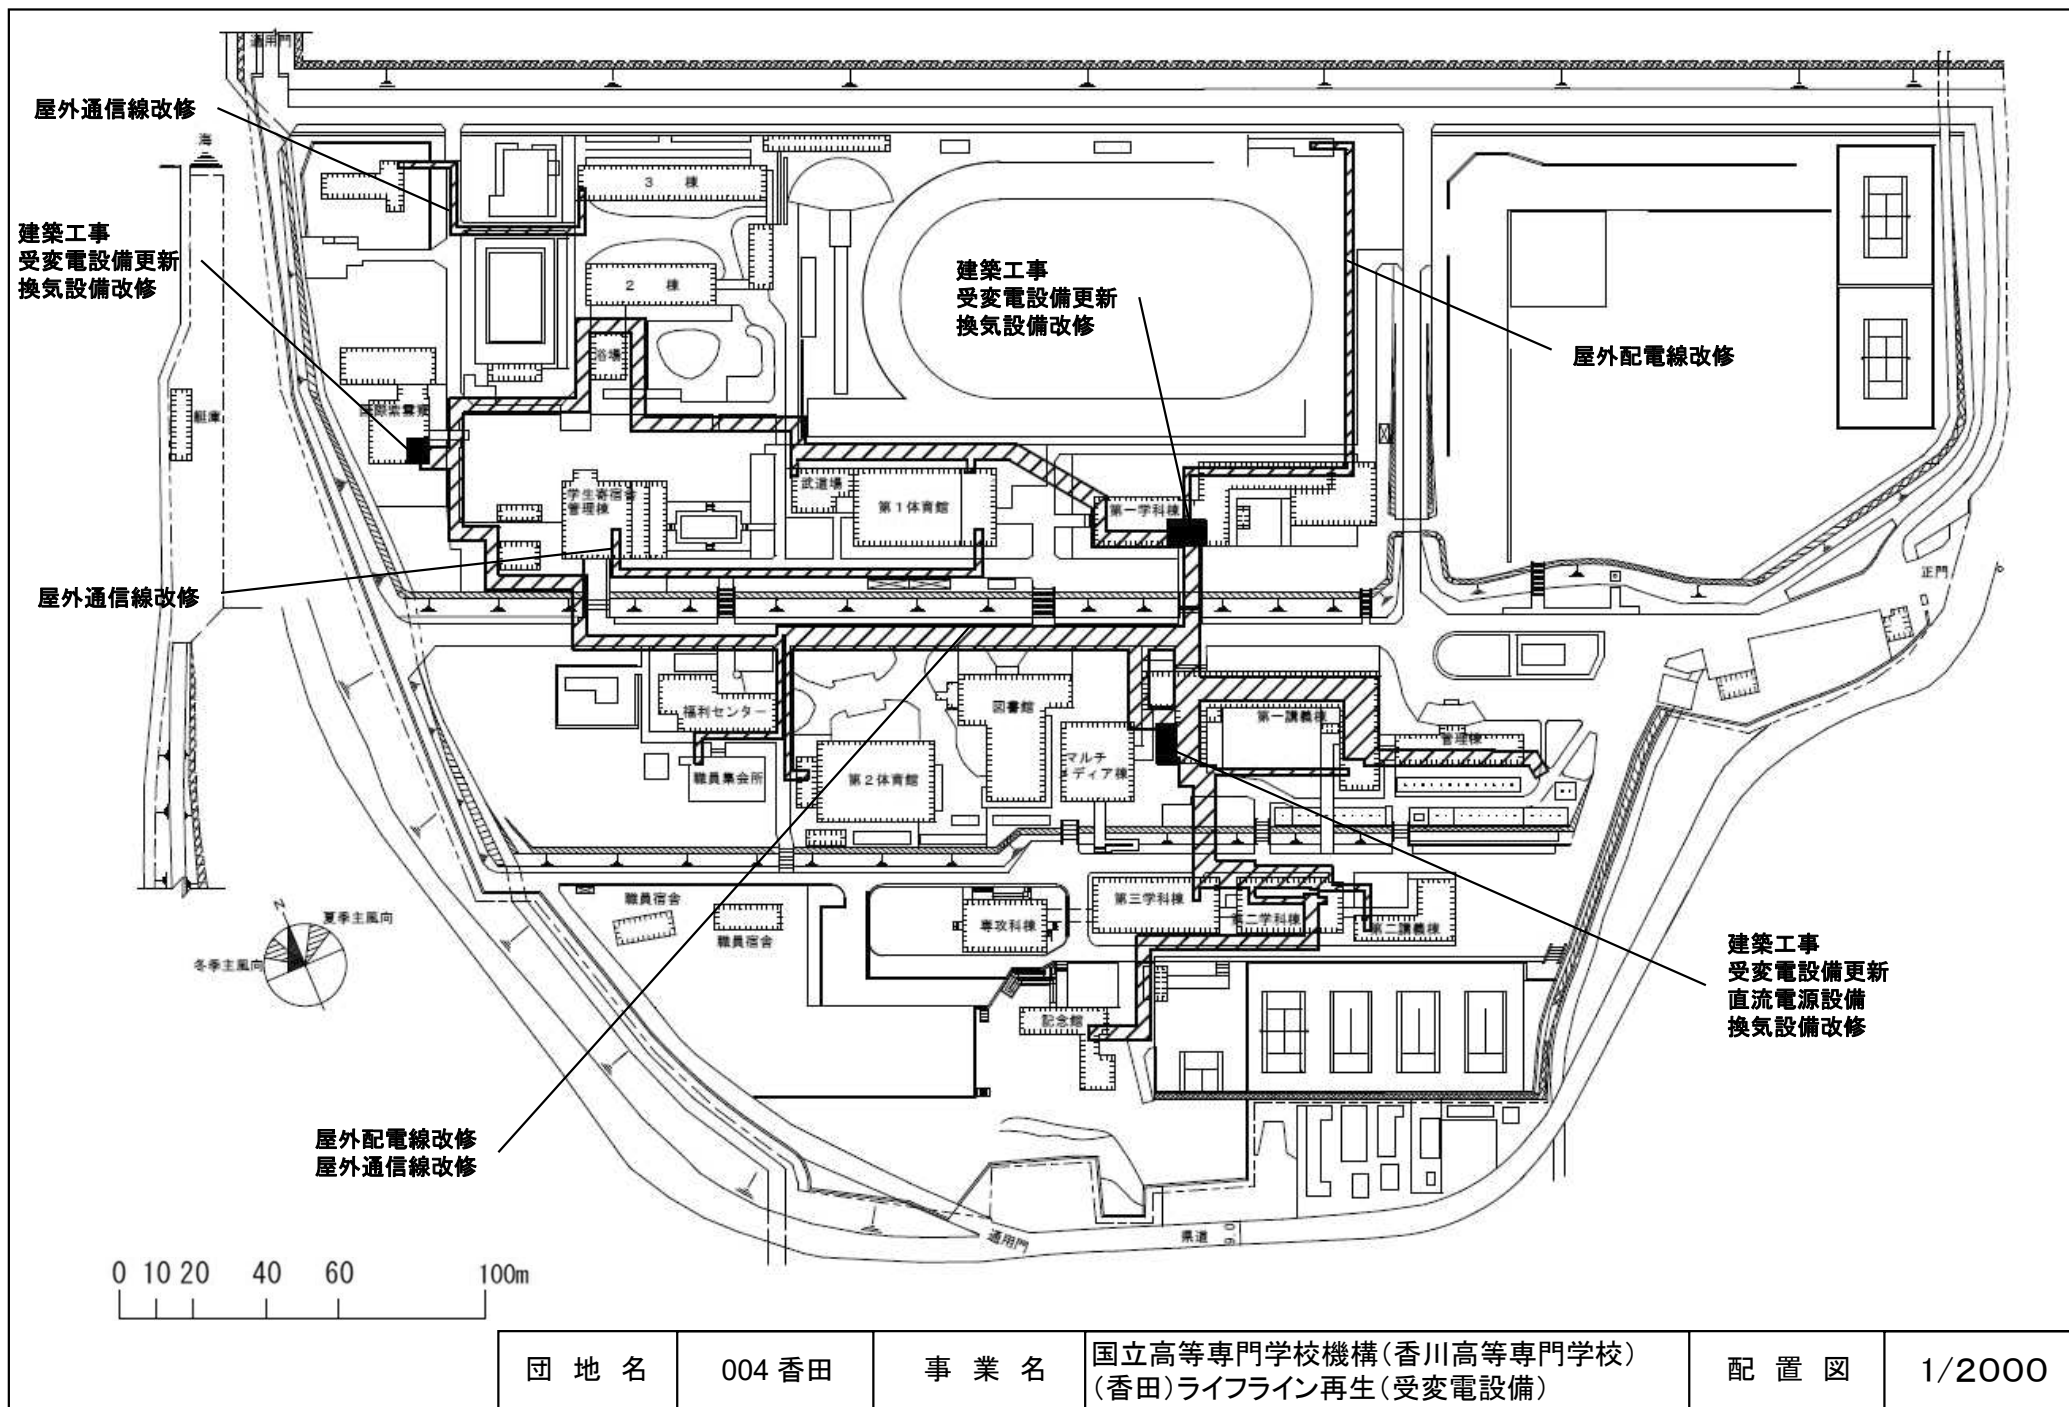 通用門
屋外通信線改修
海
3 棟
建築工事
受変電設備更新
換気設備改修
2 棟
建築工事
受変電設備更新
換気設備改修
屋外配電線改修
浴場
艇庫
武道場
学生寄宿舎
管理棟
第1体育館
第一学科棟
正門
屋外通信線改修
福利センター
図書館
第一講義棟
管理棟
マルチ
メディア棟
職員集会所
第2体育館
職員宿舎
職員宿舎
専攻科棟
第三学科棟
第二学科棟
第二講義棟
N
夏季主風向
冬季主風向
建築工事
受変電設備更新
直流電源設備
換気設備改修
記念館
屋外配電線改修
屋外通信線改修
通用門
県道
0 10 20 40 60 100m
団地名 004 香田 事業名 国立高等専門学校機構(香川高等専門学校)
(香田)ライフライン再生(受変電設備) 配置図 1/2000